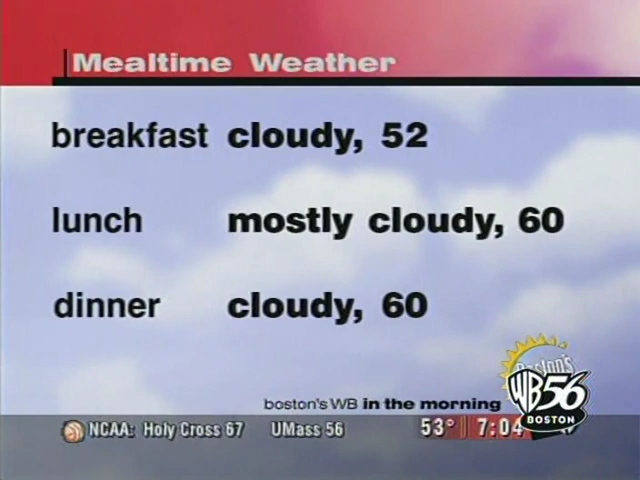 Mealtime Weather
breakfast cloudy, 52
lunch mostly cloudy, 60
dinner cloudy, 60
Boston's
WB56
BOSTON
boston's WB in the morning
NCAA: Holy Cross 67 UMass 56 53° 7:04